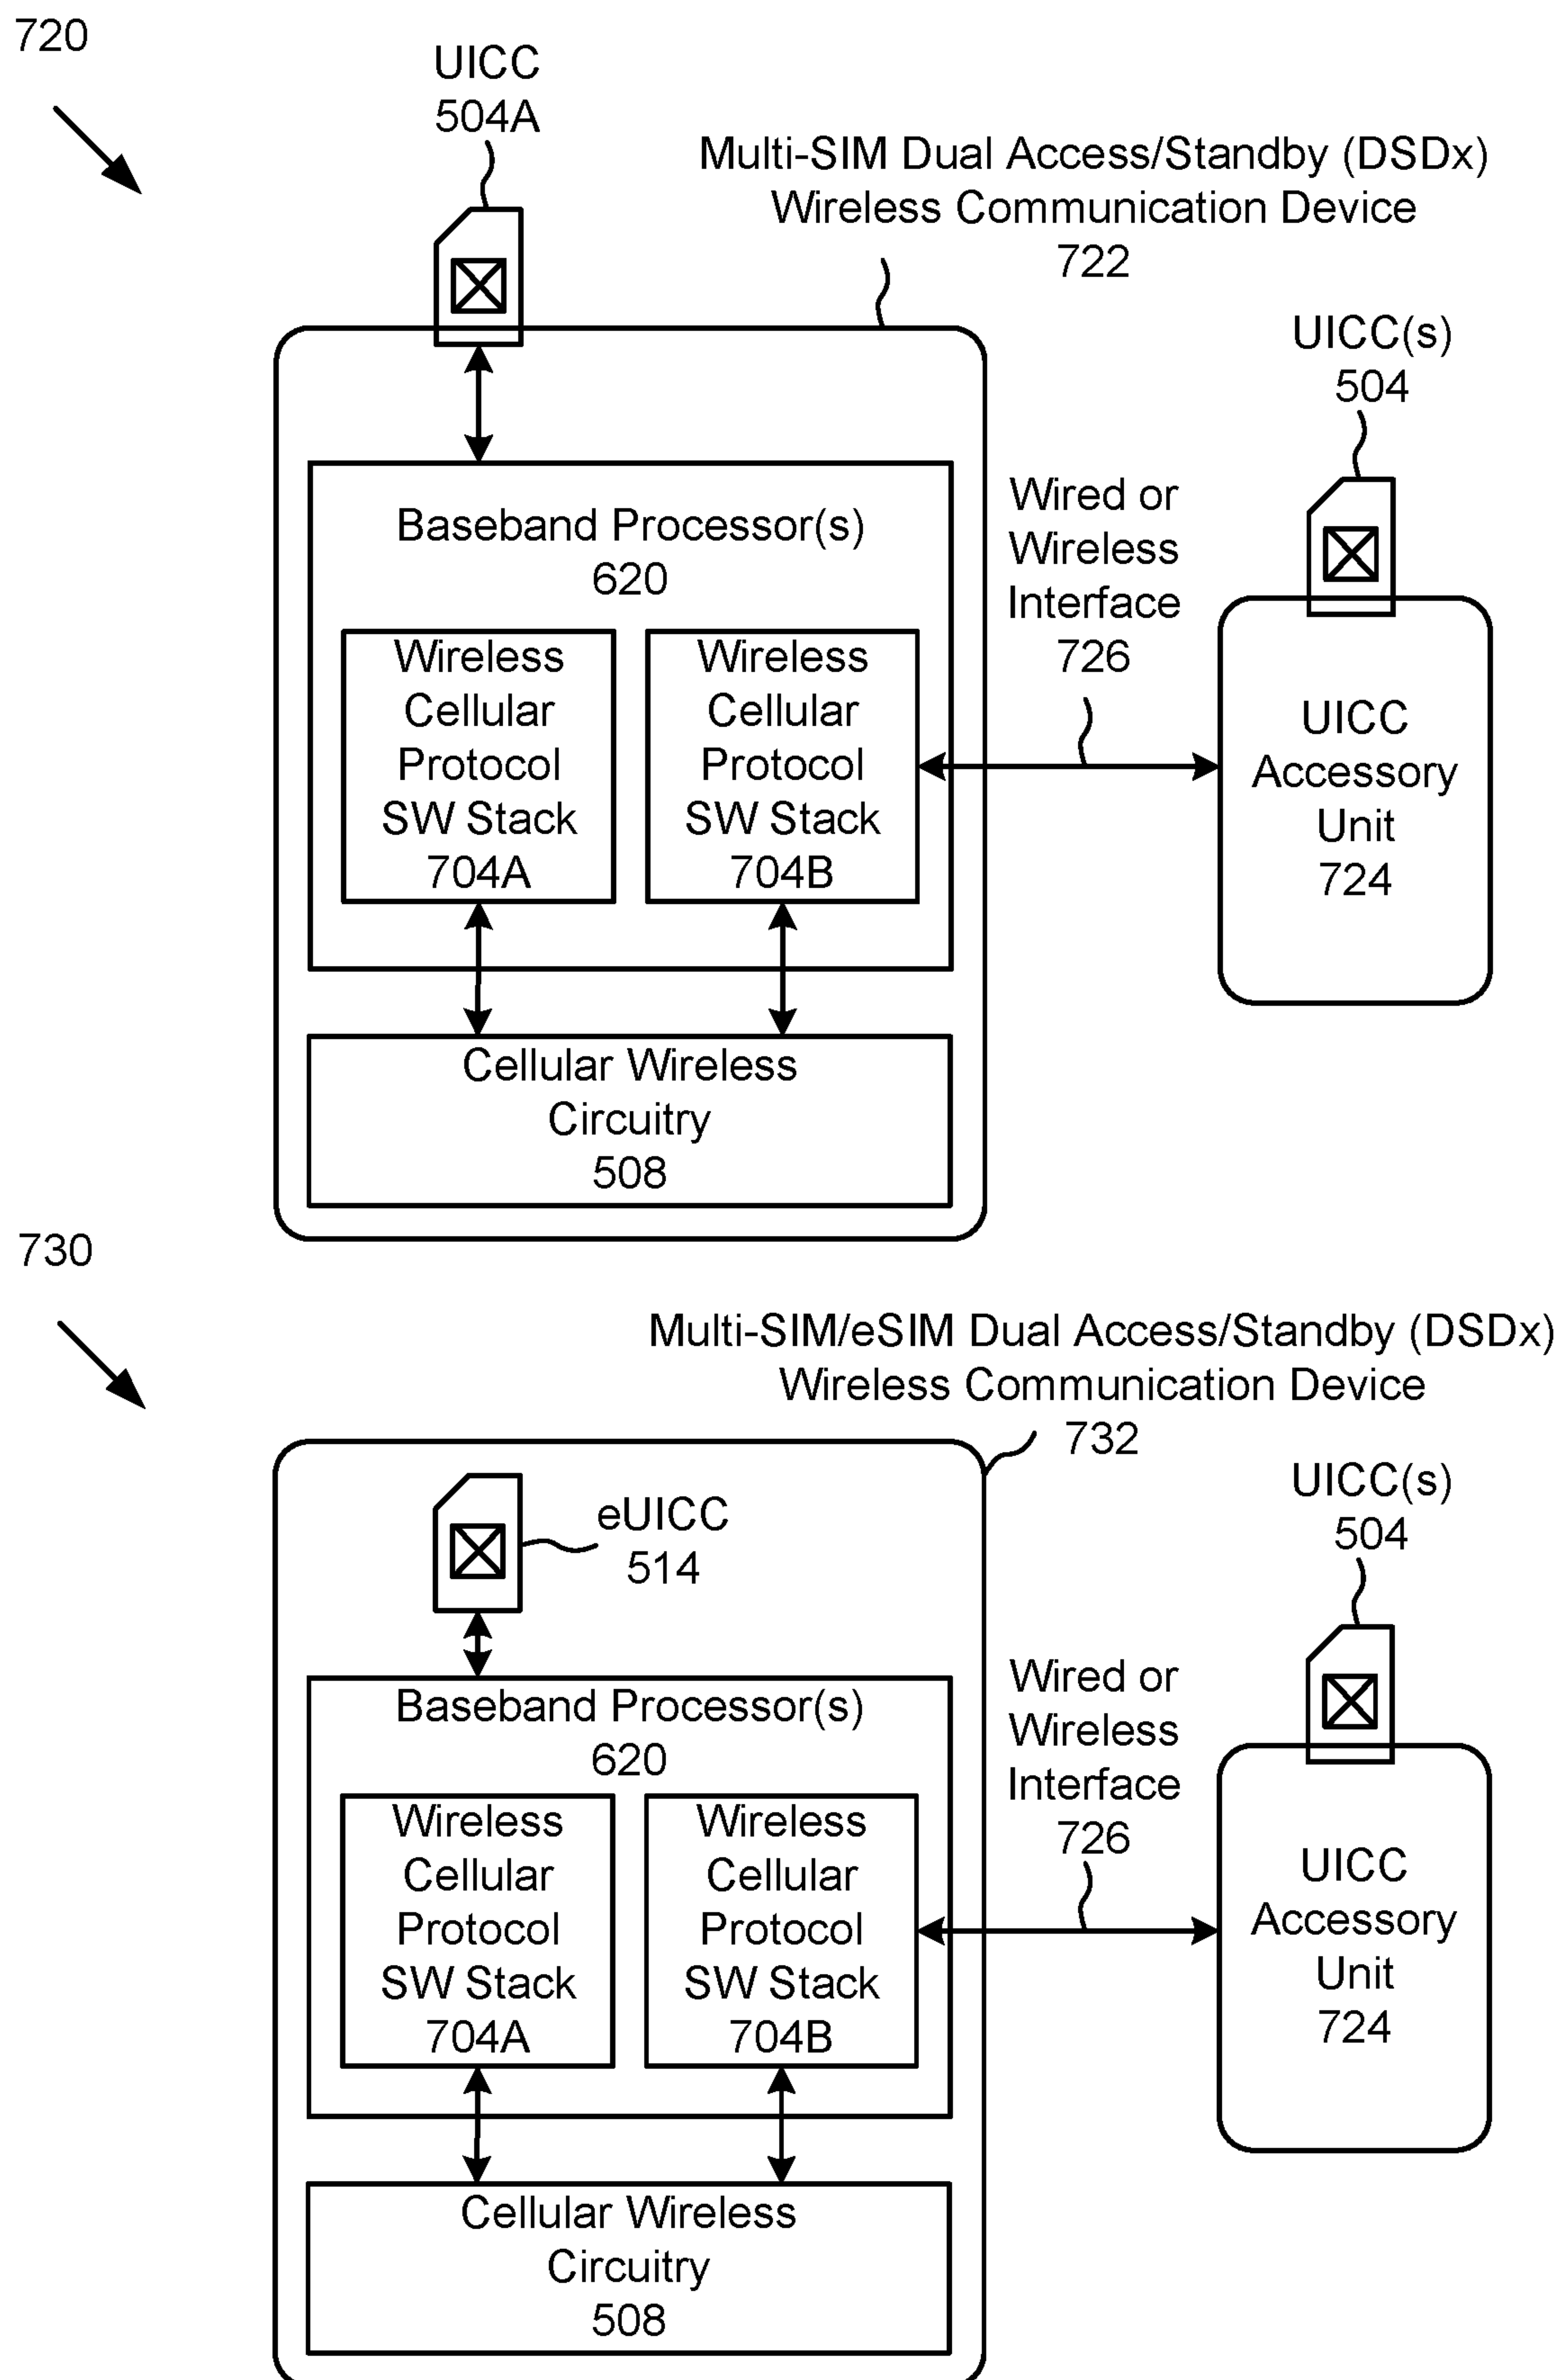 720
UICC
504A
Multi-SIM Dual Access/Standby (DSDx)
Wireless Communication Device
722
UICC(s)
504
Baseband Processor(s)
620
Wired or
Wireless
Interface
726
Wireless
Cellular
Protocol
SW Stack
704A
Wireless
Cellular
Protocol
SW Stack
704B
UICC
Accessory
Unit
724
Cellular Wireless
Circuitry
508
730
Multi-SIM/eSIM Dual Access/Standby (DSDx)
Wireless Communication Device
732
eUICC
514
UICC(s)
504
Baseband Processor(s)
620
Wired or
Wireless
Interface
726
Wireless
Cellular
Protocol
SW Stack
704A
Wireless
Cellular
Protocol
SW Stack
704B
UICC
Accessory
Unit
724
Cellular Wireless
Circuitry
508